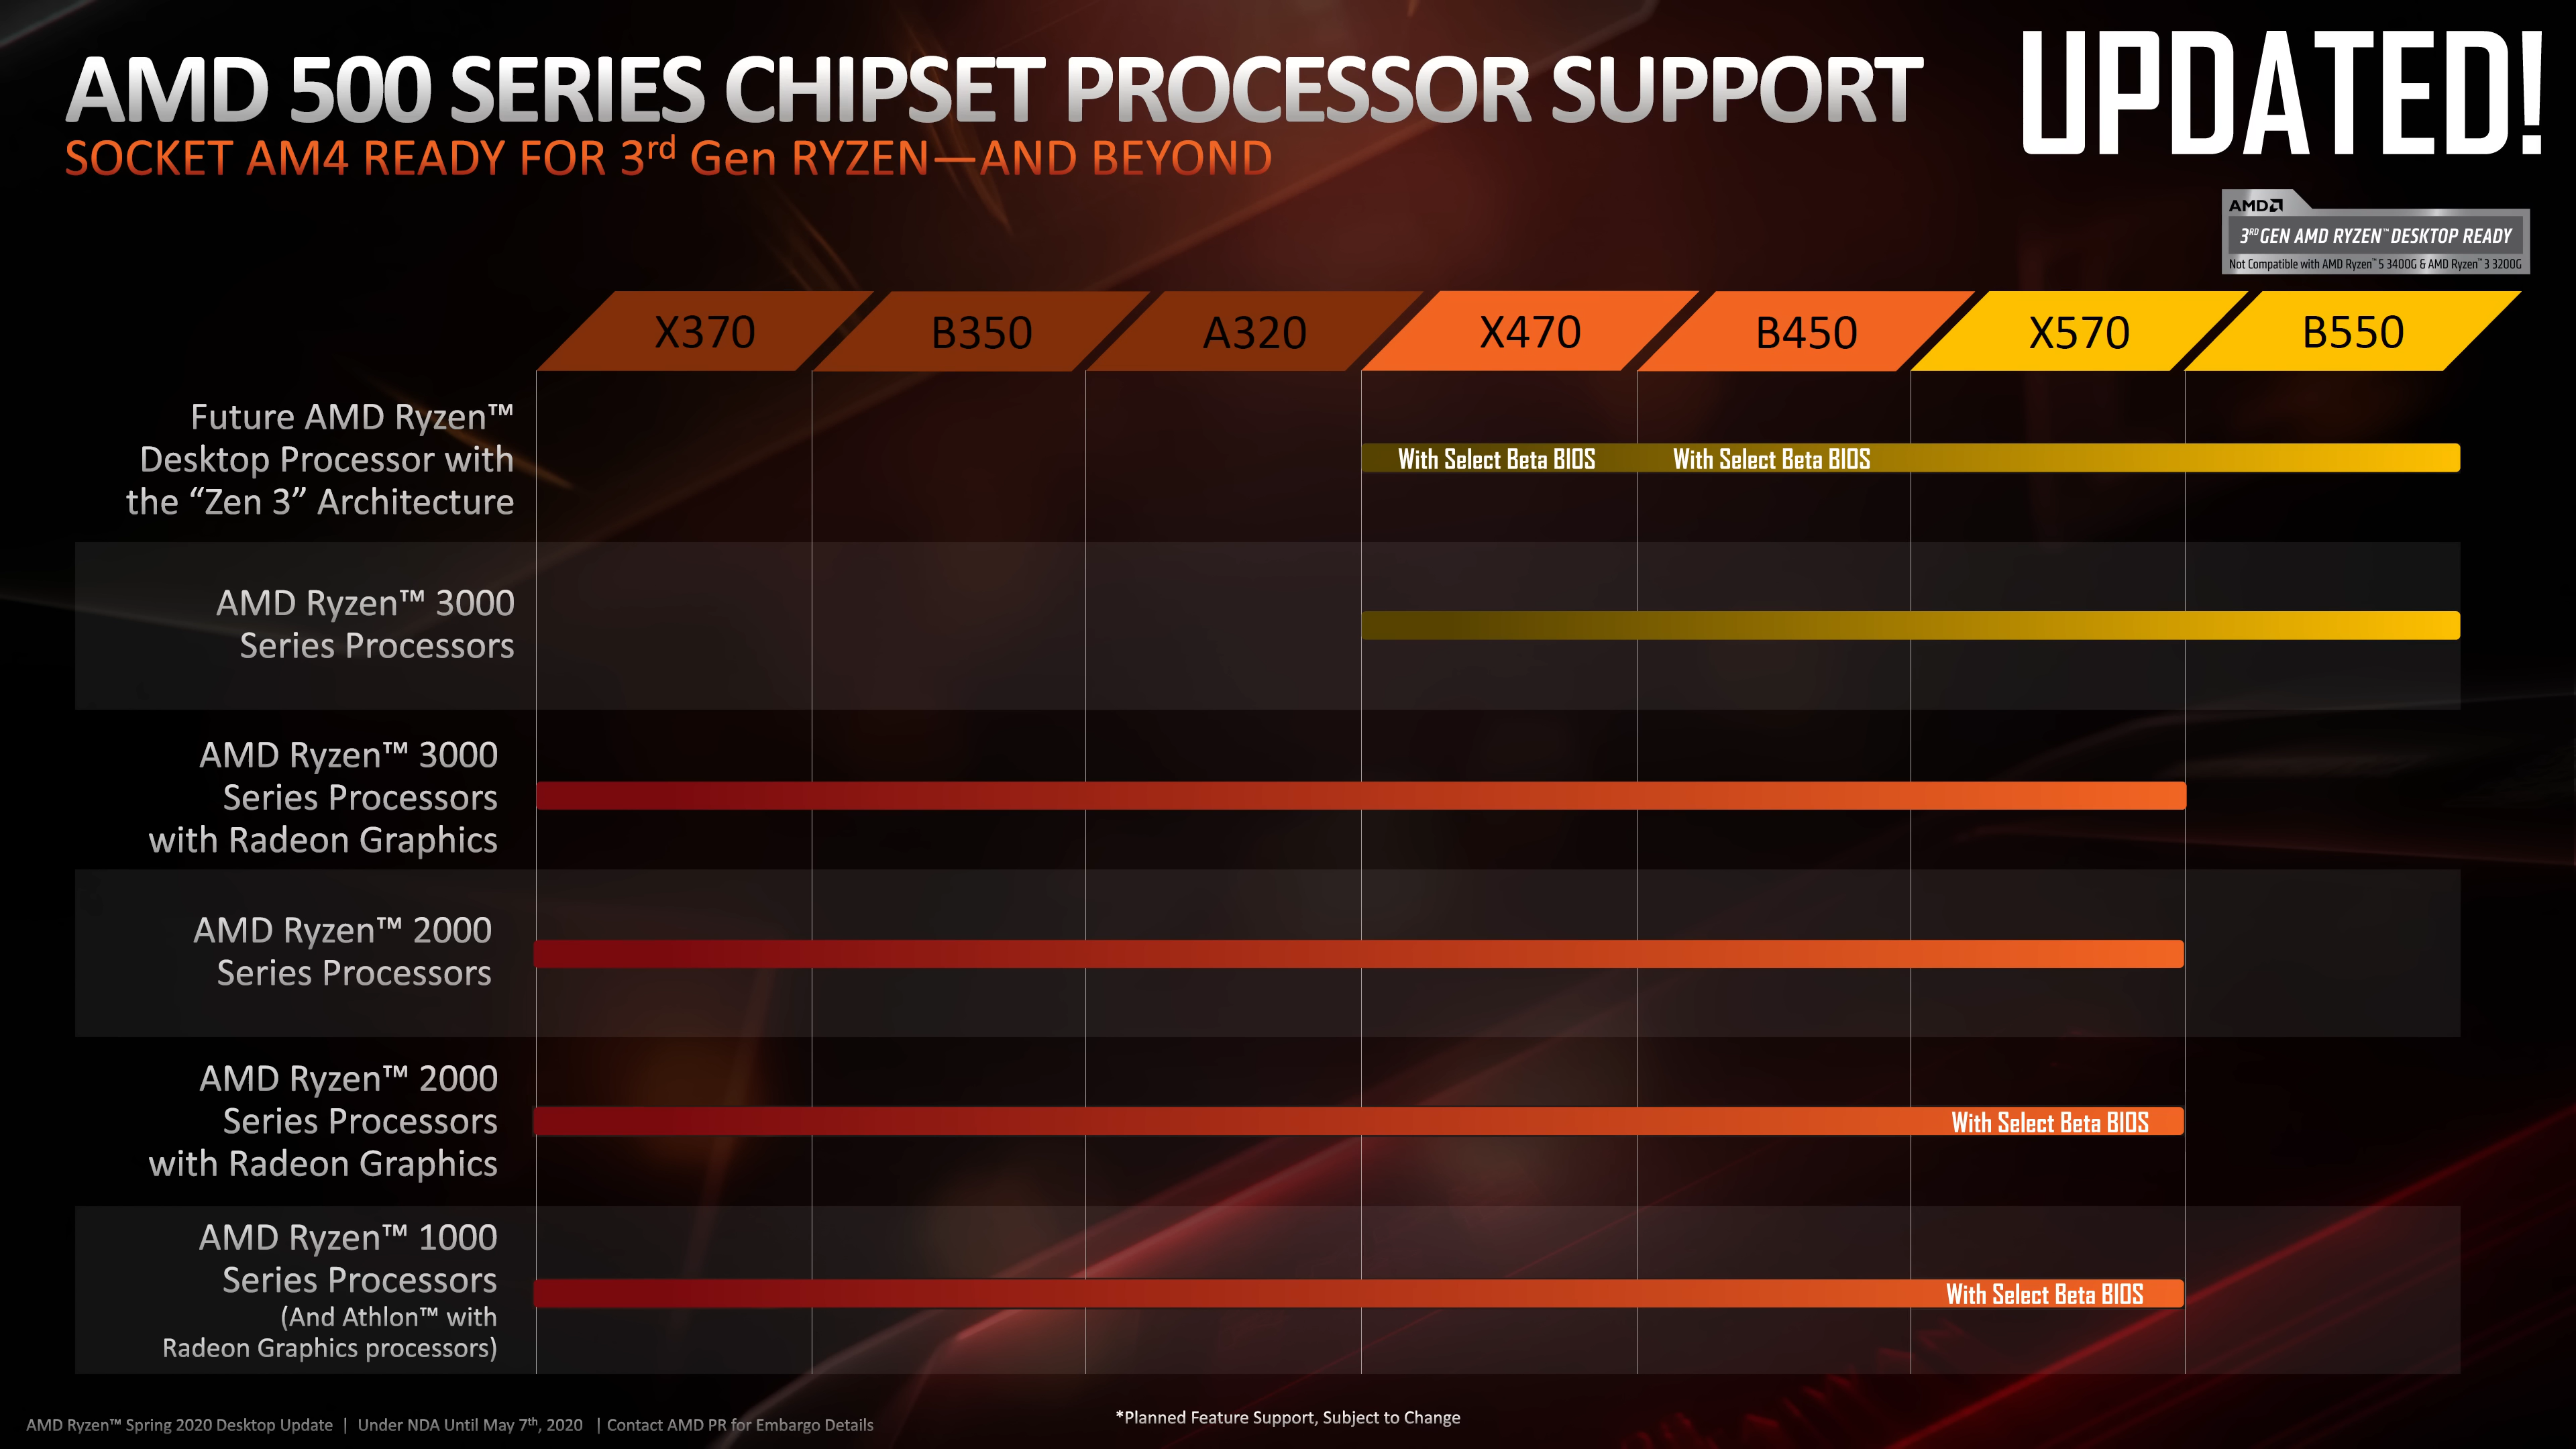 AMD 500 SERIES CHIPSET PROCESSOR SUPPORT
UPDATED!
SOCKET AM4 READY FOR 3rd Gen RYZEN—AND BEYOND
AMD
3RD GEN AMD RYZEN™ DESKTOP READY
Not Compatible with AMD Ryzen™ 5 3400G & AMD Ryzen™ 3 3200G
X370 B350 A320 X470 B450 X570 B550
Future AMD Ryzen™
Desktop Processor with
the “Zen 3” Architecture
With Select Beta BIOS With Select Beta BIOS
AMD Ryzen™ 3000
Series Processors
AMD Ryzen™ 3000
Series Processors
with Radeon Graphics
AMD Ryzen™ 2000
Series Processors
AMD Ryzen™ 2000
Series Processors
with Radeon Graphics
With Select Beta BIOS
AMD Ryzen™ 1000
Series Processors
(And Athlon™ with
Radeon Graphics processors)
With Select Beta BIOS
AMD Ryzen™ Spring 2020 Desktop Update | Under NDA Until May 7th, 2020 | Contact AMD PR for Embargo Details
*Planned Feature Support, Subject to Change